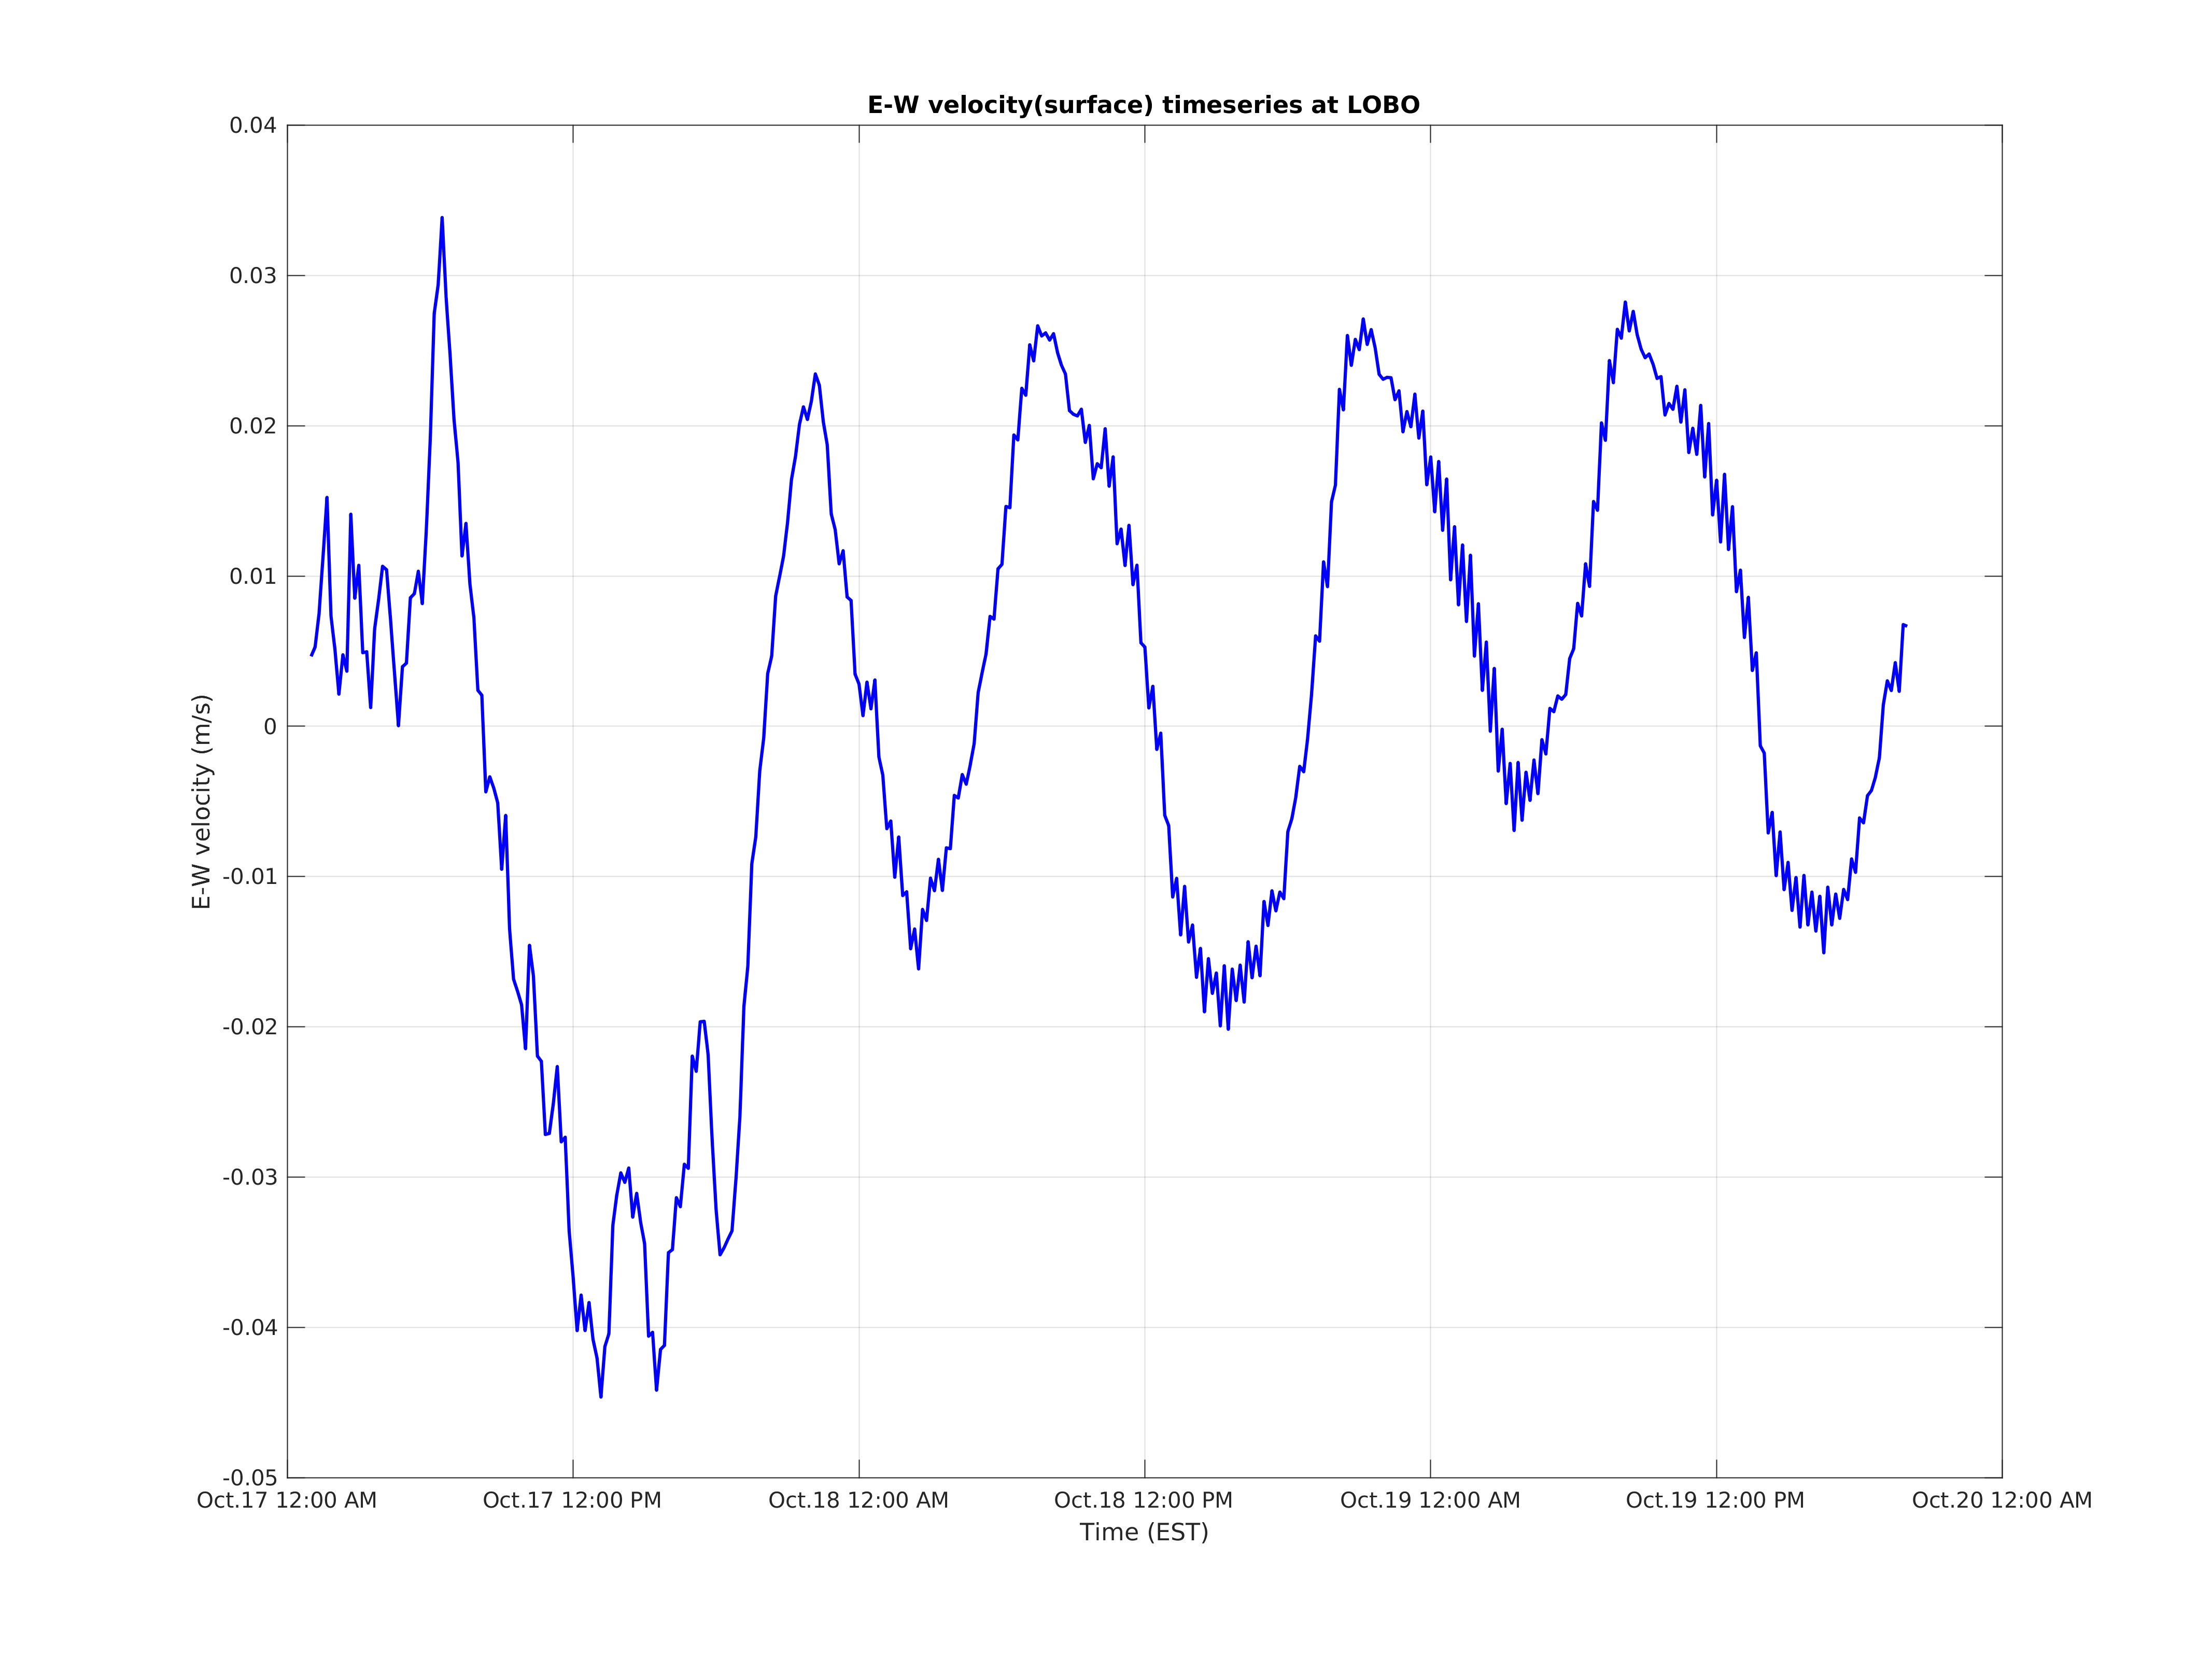 E-W velocity(surface) timeseries at LOBO
0.04
0.03
0.02
0.01
0
-0.01
-0.02
-0.03
-0.04
-0.05
E-W velocity (m/s)
Oct.17 12:00 AM Oct.17 12:00 PM Oct.18 12:00 AM Oct.18 12:00 PM Oct.19 12:00 AM Oct.19 12:00 PM Oct.20 12:00 AM
Time (EST)